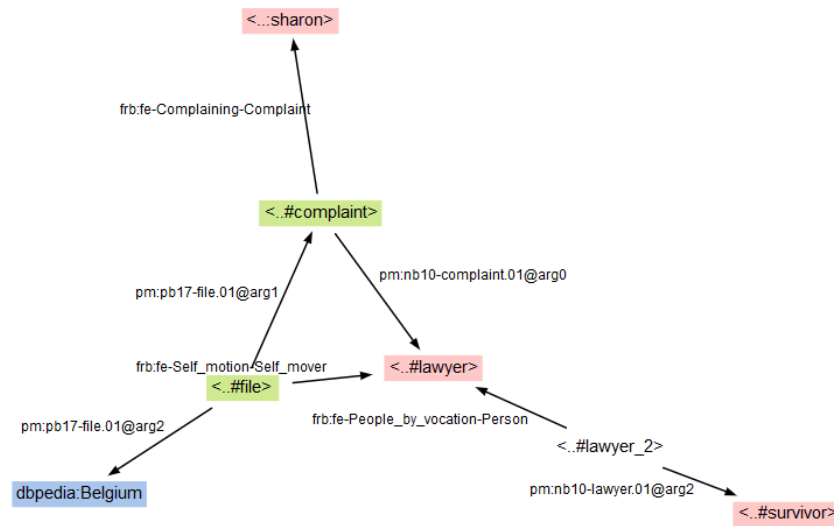 <..:sharon>
frb:fe-Complaining-Complaint
<..#complaint>
pm:nb10-complaint.01@arg0
pm:pb17-file.01@arg1
frb:fe-Self_motion-Self_mover
<..#lawyer>
<..#file>
frb:fe-People_by_vocation-Person
pm:pb17-file.01@arg2
<..#lawyer_2>
dbpedia:Belgium
pm:nb10-lawyer.01@arg2
<..#survivor>